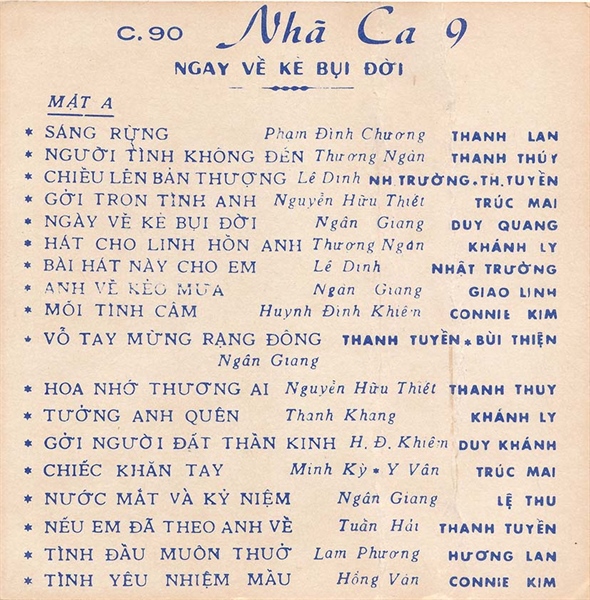 C.90 Nhã Ca 9
NGAY VỀ KẺ BỤI ĐỜI
MẶT A
* SÁNG RỪNG Phạm Đình Chương THANH LAN
* NGƯỜI TÌNH KHÔNG ĐẾN Thương Ngàn THANH THÚY
* CHIỀU LÊN BẢN THƯỢNG Lê Dinh NH TRƯỜNG * TH. TUYỀN
* GỞI TRỌN TÌNH ANH Nguyễn Hữu Thiết TRÚC MAI
* NGÀY VỀ KẺ BỤI ĐỜI Ngân Giang DUY QUANG
* HÁT CHO LINH HỒN ANH Thương Ngàn KHÁNH LY
* BÀI HÁT NÀY CHO EM Lê Dinh NHẬT TRƯỜNG
* ANH VỀ KẺO MƯA Ngân Giang GIAO LINH
* MỐI TÌNH CÂM Huynh Đình Khiên CONNIE KIM
* VỖ TAY MỪNG RẠNG ĐÔNG THANH TUYỀN * BÙI THIỆN
Ngân Giang
* HOA NHỚ THƯƠNG AI Nguyễn Hữu Thiết THANH THUY
* TƯỞNG ANH QUÊN Thanh Khang KHÁNH LY
* GỞI NGƯỜI ĐẤT THẦN KINH H. Đ. Khiên DUY KHÁNH
* CHIẾC KHĂN TAY Minh Kỳ * Y Vân TRÚC MAI
* NƯỚC MẮT VÀ KỶ NIỆM Ngân Giang LỆ THU
* NẾU EM ĐÃ THEO ANH VỀ Tuấn Hải THANH TUYỀN
* TÌNH ĐẦU MUÔN THUỞ Lam Phương HƯƠNG LAN
* TÌNH YÊU NHIỆM MẦU Hồng Vân CONNIE KIM